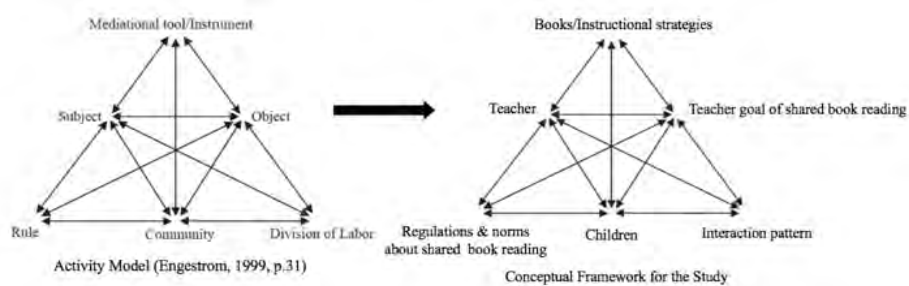 Mediational tool/Instrument
Subject
Object
Rule
Community
Division of Labor
Activity Model (Engestrom, 1999, p.31)
Books/Instructional strategies
Teacher
Teacher goal of shared book reading
Regulations & norms
about shared book reading
Children
Interaction pattern
Conceptual Framework for the Study